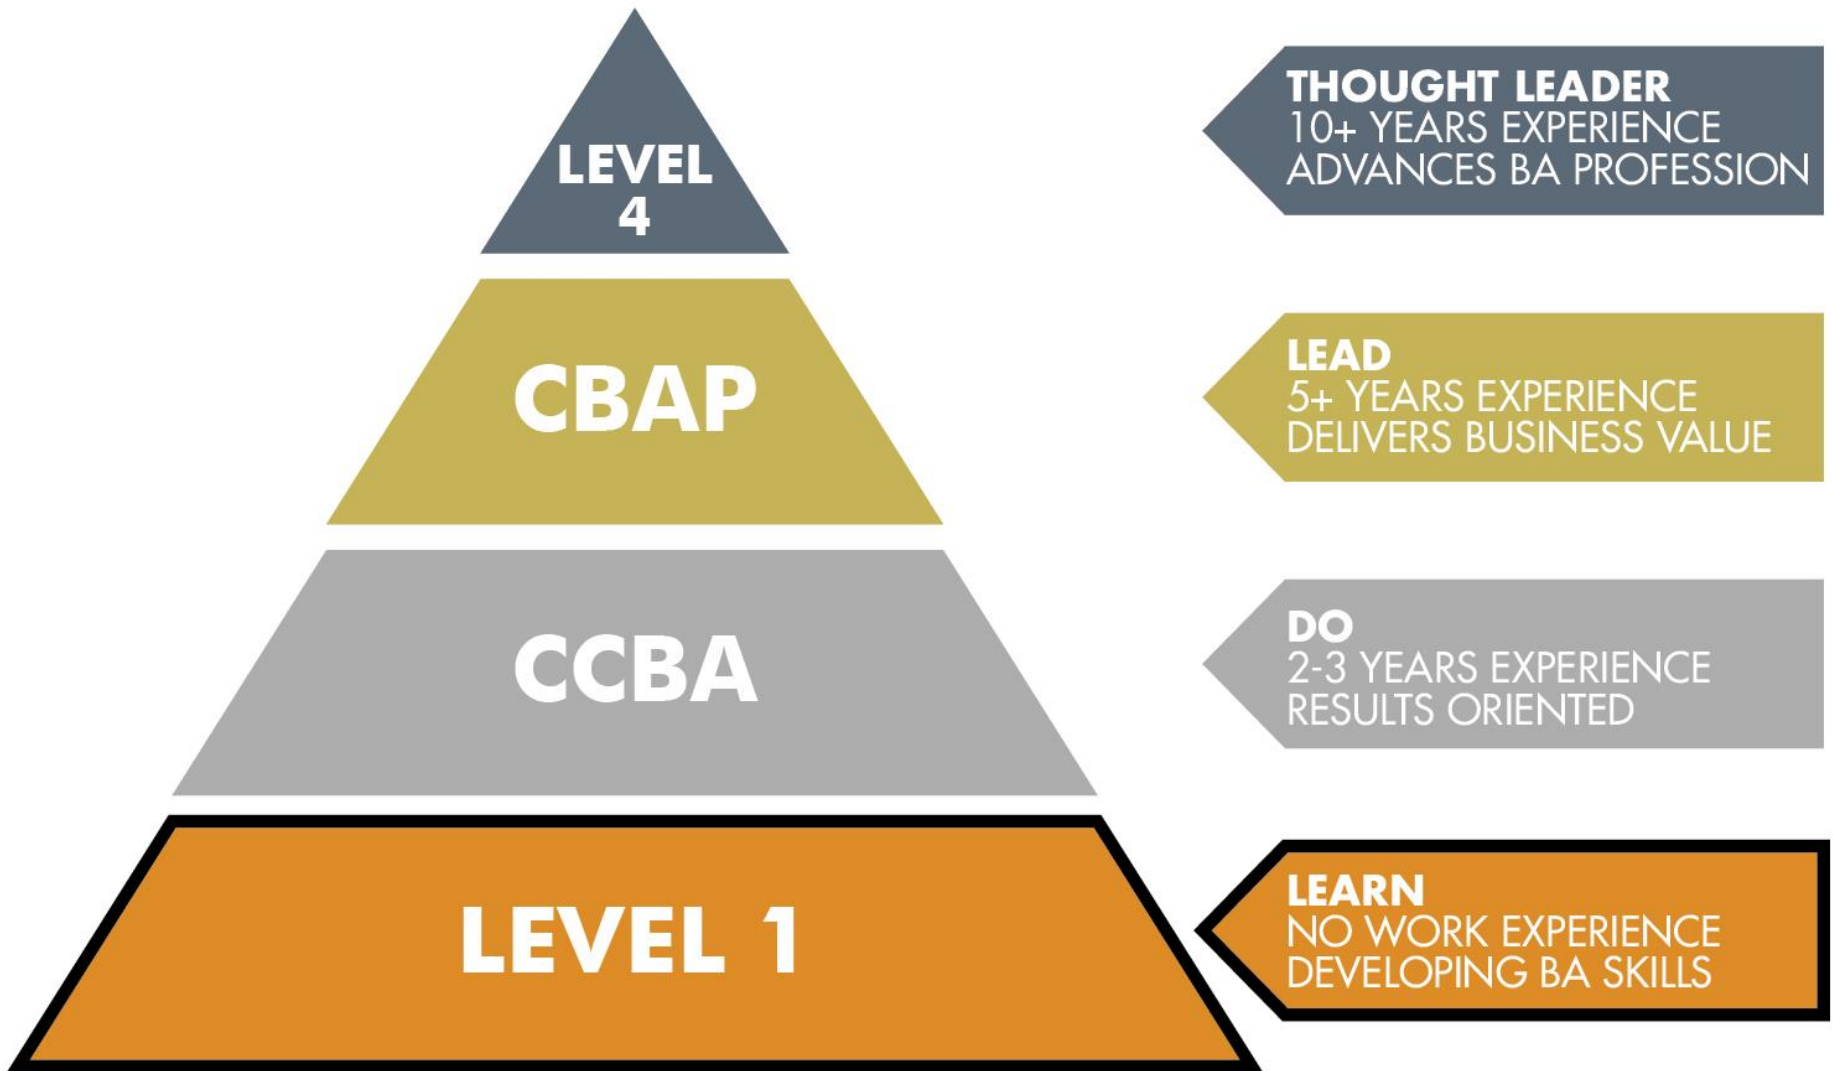 LEVEL
4
THOUGHT LEADER
10+ YEARS EXPERIENCE
ADVANCES BA PROFESSION
CBAP
LEAD
5+ YEARS EXPERIENCE
DELIVERS BUSINESS VALUE
CCBA
DO
2-3 YEARS EXPERIENCE
RESULTS ORIENTED
LEVEL 1
LEARN
NO WORK EXPERIENCE
DEVELOPING BA SKILLS